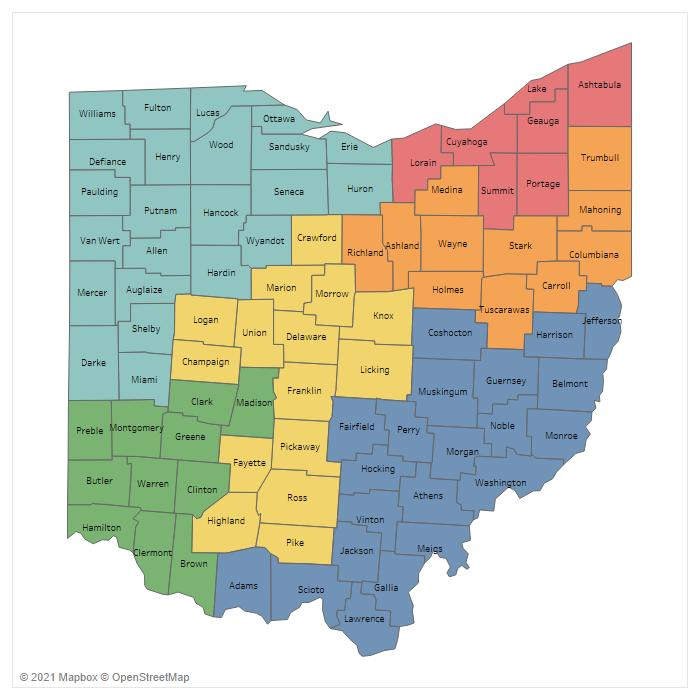 Lake
Ashtabula
Williams
Fulton
Lucas
Ottawa
Geauga
Wood
Cuyahoga
Sandusky
Erie
Defiance
Henry
Lorain
Trumbull
Paulding
Seneca
Huron
Medina
Summit
Portage
Putnam
Hancock
Mahoning
Van Wert
Allen
Wyandot
Crawford
Richland
Ashland
Wayne
Stark
Columbiana
Mercer
Auglaize
Hardin
Marion
Morrow
Holmes
Carroll
Tuscarawas
Shelby
Logan
Union
Delaware
Knox
Coshocton
Harrison
Jefferson
Darke
Miami
Champaign
Licking
Franklin
Muskingum
Guernsey
Belmont
Clark
Madison
Preble
Montgomery
Greene
Fairfield
Perry
Noble
Monroe
Pickaway
Morgan
Fayette
Hocking
Butler
Warren
Clinton
Ross
Athens
Washington
Hamilton
Highland
Vinton
Clermont
Brown
Pike
Jackson
Meigs
Adams
Scioto
Gallia
Lawrence
© 2021 Mapbox © OpenStreetMap